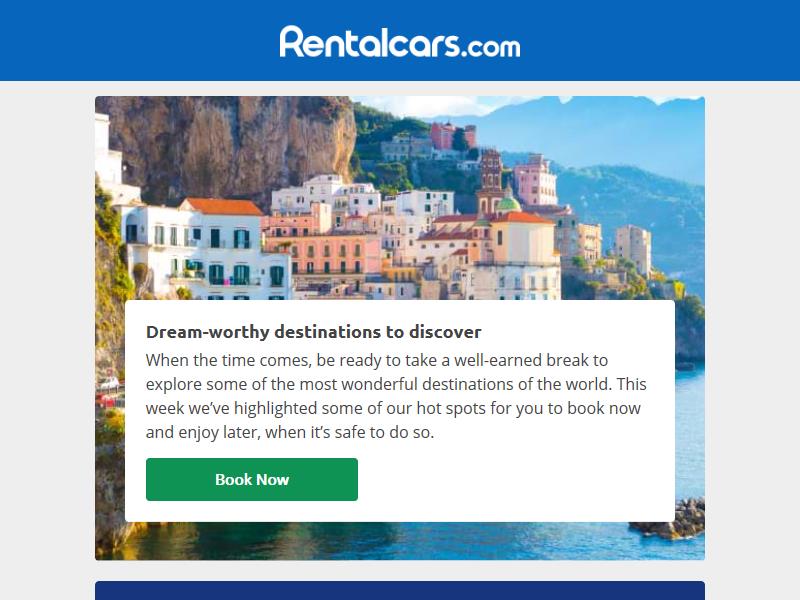 Rentalcars.com
Dream-worthy destinations to discover
When the time comes, be ready to take a well-earned break to
explore some of the most wonderful destinations of the world. This
week we’ve highlighted some of our hot spots for you to book now
and enjoy later, when it’s safe to do so.
Book Now